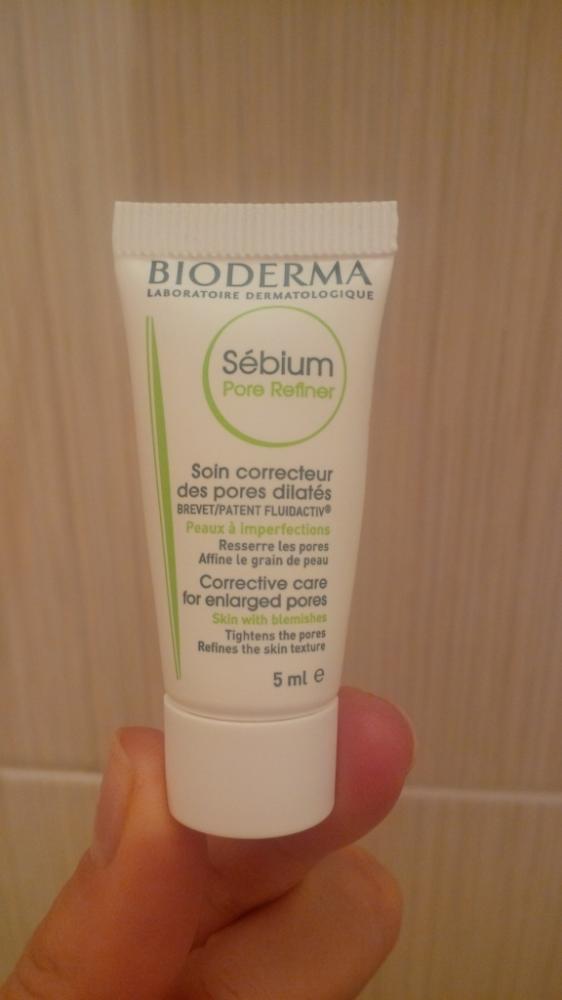 BIODERMA
LABORATOIRE DERMATOLOGIQUE
Sébium
Pore Refiner
Soin correcteur
des pores dilatés
BREVET/PATENT FLUIDACTIV®
Peaux à imperfections
Resserre les pores
Affine le grain de peau
Corrective care
for enlarged pores
Skin with blemishes
Tightens the pores
Refines the skin texture
5 ml e